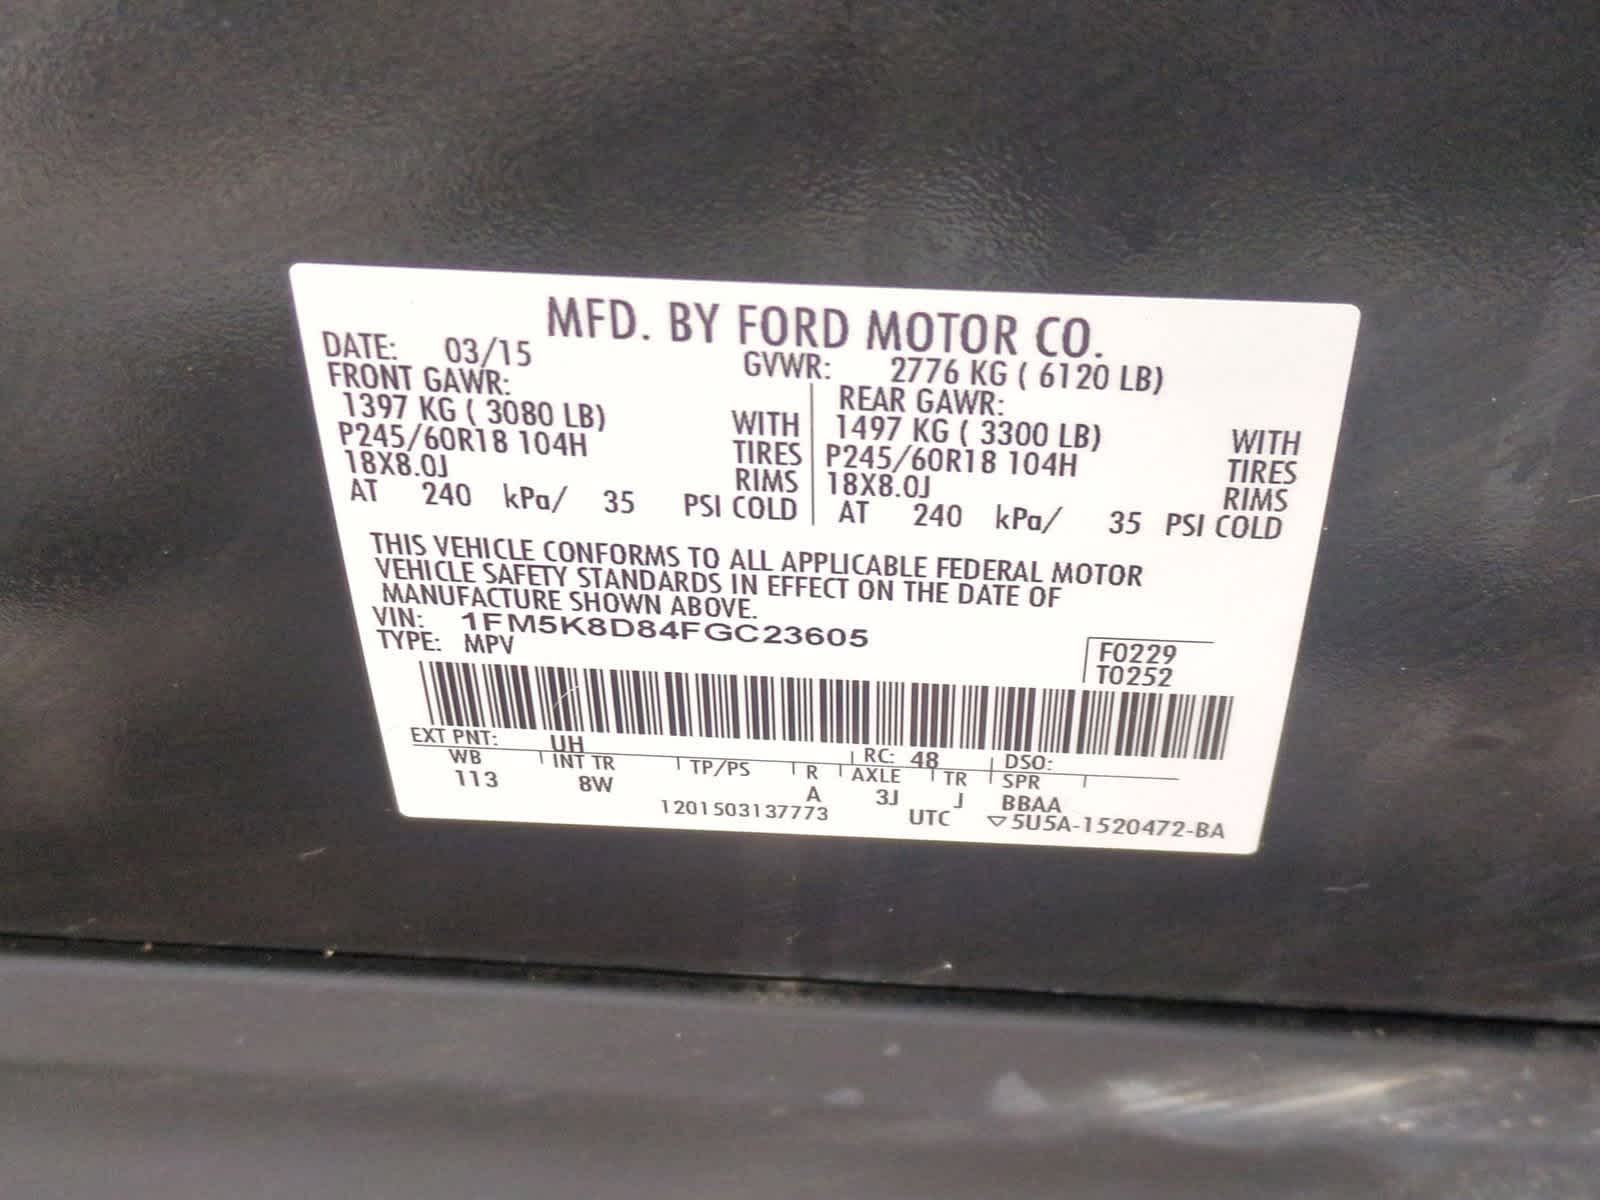 MFD. BY FORD MOTOR CO.
DATE: 03/15 GVWR: 2776 KG ( 6120 LB)
FRONT GAWR: REAR GAWR:
1397 KG ( 3080 LB) WITH 1497 KG ( 3300 LB) WITH
P245/60R18 104H TIRES P245/60R18 104H TIRES
18X8.0J RIMS 18X8.0J RIMS
AT 240 kPa/ 35 PSI COLD AT 240 kPa/ 35 PSI COLD
THIS VEHICLE CONFORMS TO ALL APPLICABLE FEDERAL MOTOR
VEHICLE SAFETY STANDARDS IN EFFECT ON THE DATE OF
MANUFACTURE SHOWN ABOVE.
VIN: 1FM5K8D84FGC23605
TYPE: MPV
F0229
T0252
EXT PNT: UH RC: 48 DSO:
WB INT TR TP/PS R AXLE TR SPR
113 8W A 3J J BBAA
1201503137773 UTC ▽5U5A-1520472-BA